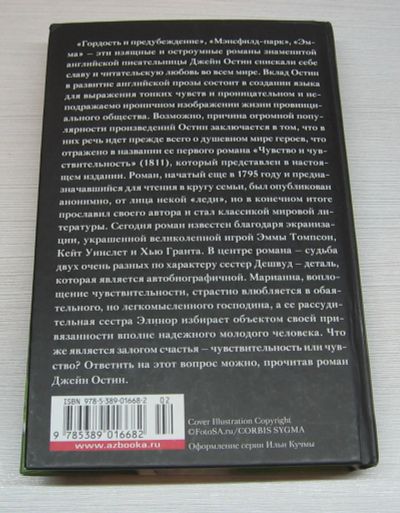 «Гордость и предубеждение», «Мэнсфилд-парк», «Эм-
ма» – эти изящные и остроумные романы знаменитой
английской писательницы Джейн Остин снискали себе
славу и читательскую любовь во всем мире. Вклад Остин
в развитие английской прозы состоит в создании языка
для выражения тонких чувств и проницательном и не-
подражаемо ироничном изображении жизни провинци-
ального общества. Возможно, причина огромной попу-
лярности произведений Остин заключается в том, что в
них речь идет прежде всего о душевном мире героев, что
отражено в названии ее первого романа «Чувство и чув-
ствительность» (1811), который представлен в настоя-
щем издании. Роман, начатый еще в 1795 году и предна-
значавшийся для чтения в кругу семьи, был опубликован
анонимно, от лица некой «леди», но в конечном итоге
прославил своего автора и стал классикой мировой ли-
тературы. Сегодня роман известен благодаря экраниза-
ции, украшенной великолепной игрой Эммы Томпсон,
Кейт Уинслет и Хью Гранта. В центре романа – судьба
двух очень разных по характеру сестер Дешвуд – деталь,
которая является автобиографичной. Марианна, вопло-
щение чувствительности, страстно влюбляется в обая-
тельного, но легкомысленного господина, а ее рассуди-
тельная сестра Элинор избирает объектом своей при-
вязанности вполне надежного молодого человека. Что
же является залогом счастья – чувствительность или чув-
ство? Ответить на этот вопрос можно, прочитав роман
Джейн Остин.
ISBN 978-5-389-01668-2 02
9 785389 016682
www.azbooka.ru
Cover Illustration Copyright
©FotoSA.ru/CORBIS SYGMA
Оформление серии Ильи Кучмы